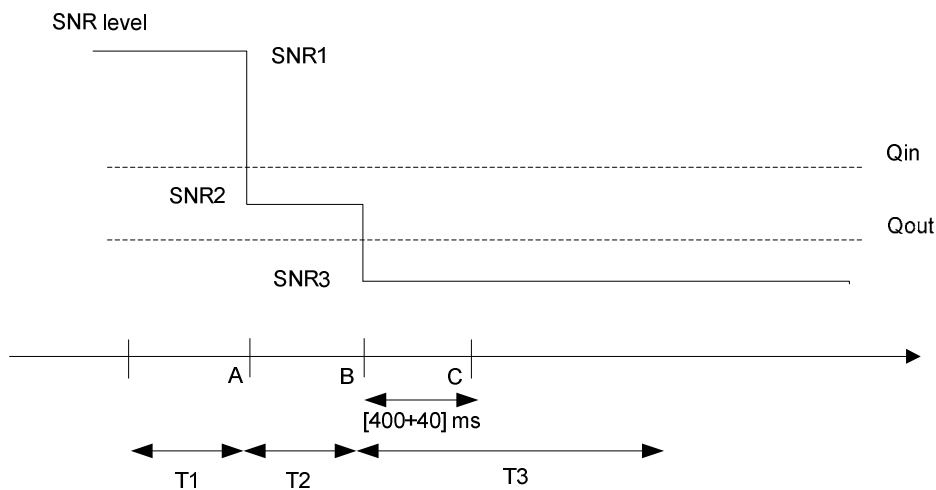 SNR level
SNR1
Qin
SNR2
Qout
SNR3
A
B
C
[400+40] ms
T1
T2
T3